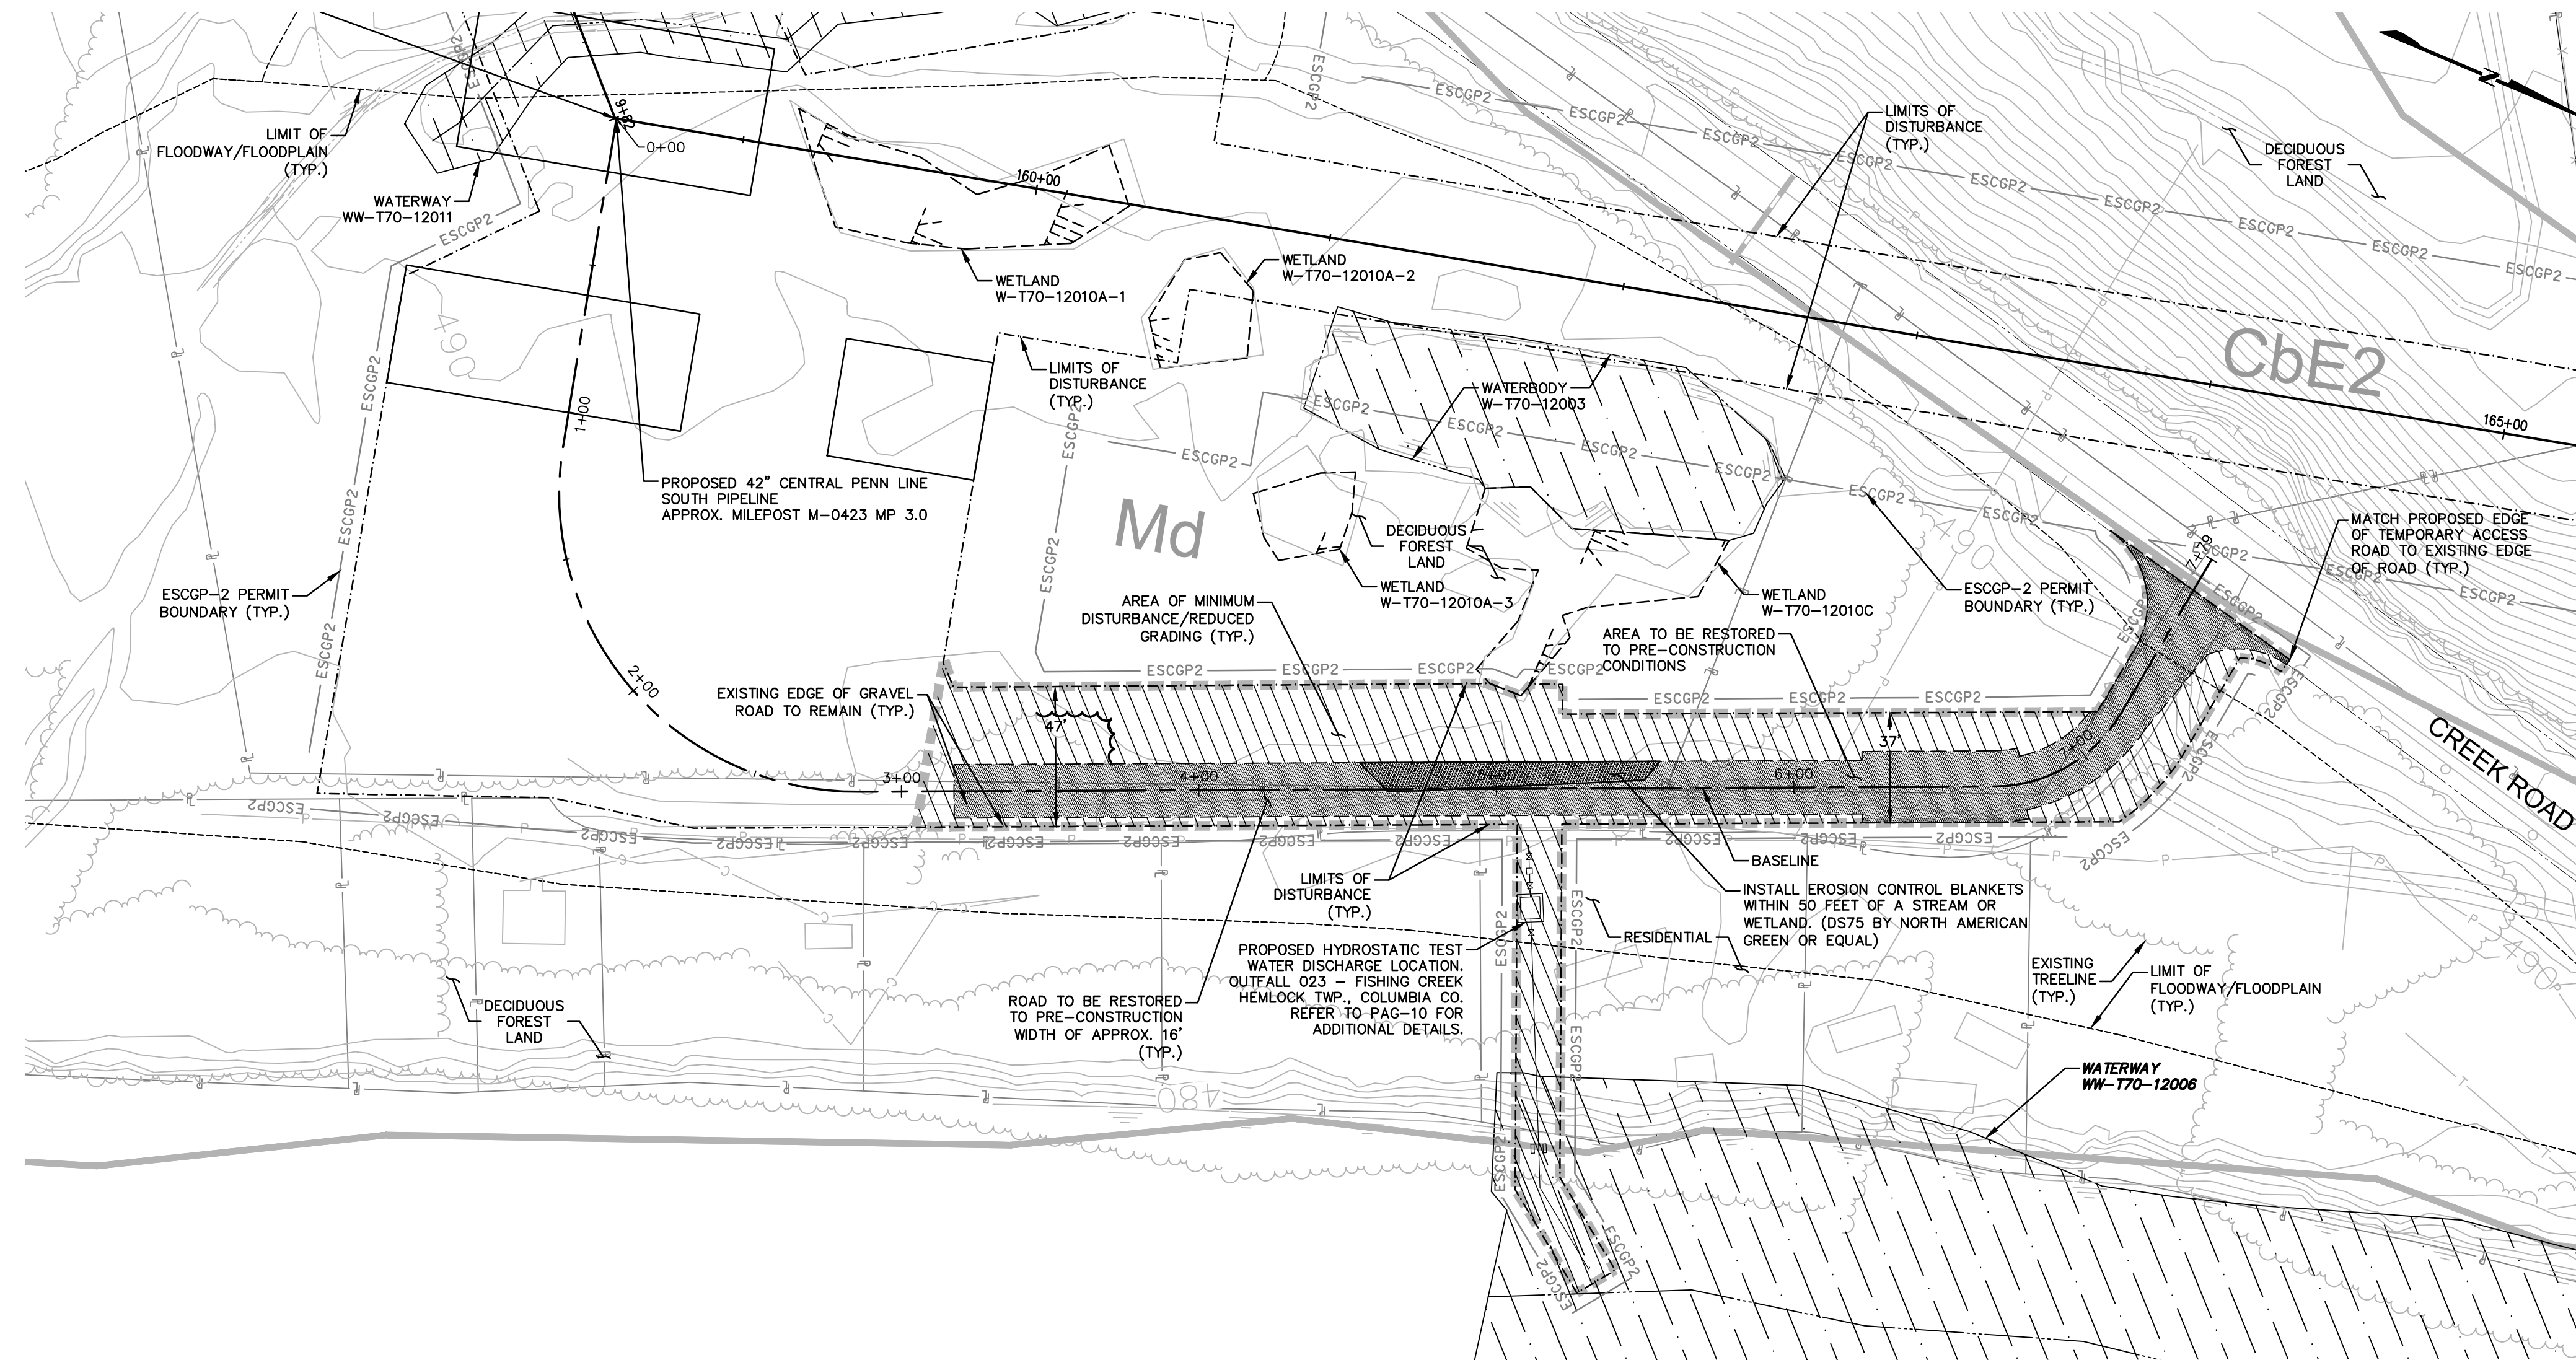 LIMIT OF
FLOODWAY/FLOODPLAIN
(TYP.)
WATERWAY
WW-T70-12011
9+82
0+00
160+00
WETLAND
W-T70-12010A-1
WETLAND
W-T70-12010A-2
LIMITS OF
DISTURBANCE
(TYP.)
DECIDUOUS
FOREST
LAND
N
ESCGP2
490
1+00
LIMITS OF
DISTURBANCE
(TYP.)
WATERBODY
W-T70-12003
CbE2
165+00
PROPOSED 42" CENTRAL PENN LINE
SOUTH PIPELINE
APPROX. MILEPOST M-0423 MP 3.0
Md
DECIDUOUS
FOREST
LAND
WETLAND
W-T70-12010A-3
WETLAND
W-T70-12010C
490
ESCGP-2 PERMIT
BOUNDARY (TYP.)
7+79
MATCH PROPOSED EDGE
OF TEMPORARY ACCESS
ROAD TO EXISTING EDGE
OF ROAD (TYP.)
ESCGP-2 PERMIT
BOUNDARY (TYP.)
AREA OF MINIMUM
DISTURBANCE/REDUCED
GRADING (TYP.)
AREA TO BE RESTORED
TO PRE-CONSTRUCTION
CONDITIONS
2+00
EXISTING EDGE OF GRAVEL
ROAD TO REMAIN (TYP.)
47'
37'
3+00
4+00
5+00
6+00
7+00
CREEK ROAD
BASELINE
LIMITS OF
DISTURBANCE
(TYP.)
INSTALL EROSION CONTROL BLANKETS
WITHIN 50 FEET OF A STREAM OR
WETLAND. (DS75 BY NORTH AMERICAN
GREEN OR EQUAL)
RESIDENTIAL
PROPOSED HYDROSTATIC TEST
WATER DISCHARGE LOCATION.
OUTFALL 023 – FISHING CREEK
HEMLOCK TWP., COLUMBIA CO.
REFER TO PAG-10 FOR
ADDITIONAL DETAILS.
ROAD TO BE RESTORED
TO PRE-CONSTRUCTION
WIDTH OF APPROX. 16'
(TYP.)
DECIDUOUS
FOREST
LAND
EXISTING
TREELINE
(TYP.)
LIMIT OF
FLOODWAY/FLOODPLAIN
(TYP.)
490
480
WATERWAY
WW-T70-12006